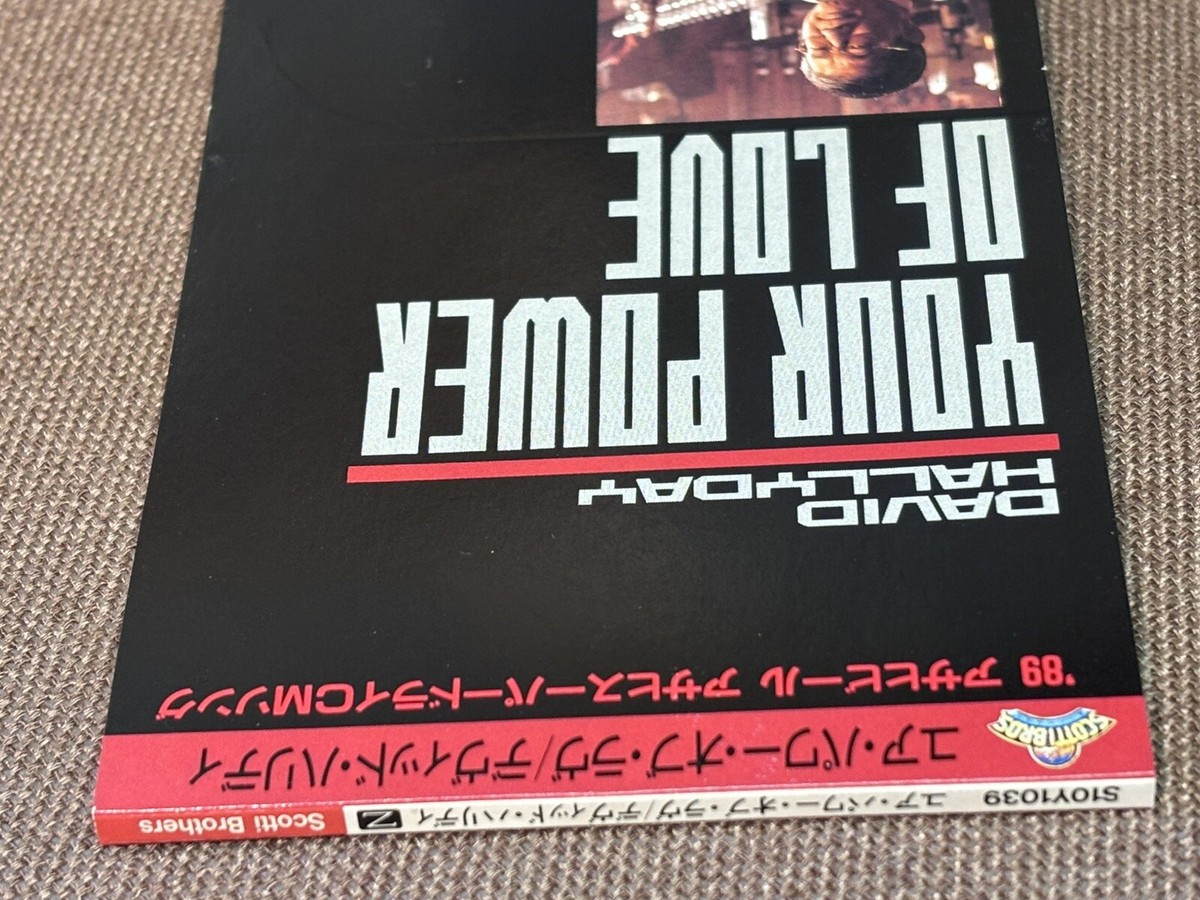 S10Y1039 ユア・パワー・オブ・ラヴ/デヴィッド・ハリデイ Z Scotti Brothers
SCOTTI BROS
ユア・パワー・オブ・ラヴ/デヴィッド・ハリデイ
'89 アサヒビール アサヒスーパードライCMソング
DAVID
HALLYDAY
YOUR POWER
OF LOVE